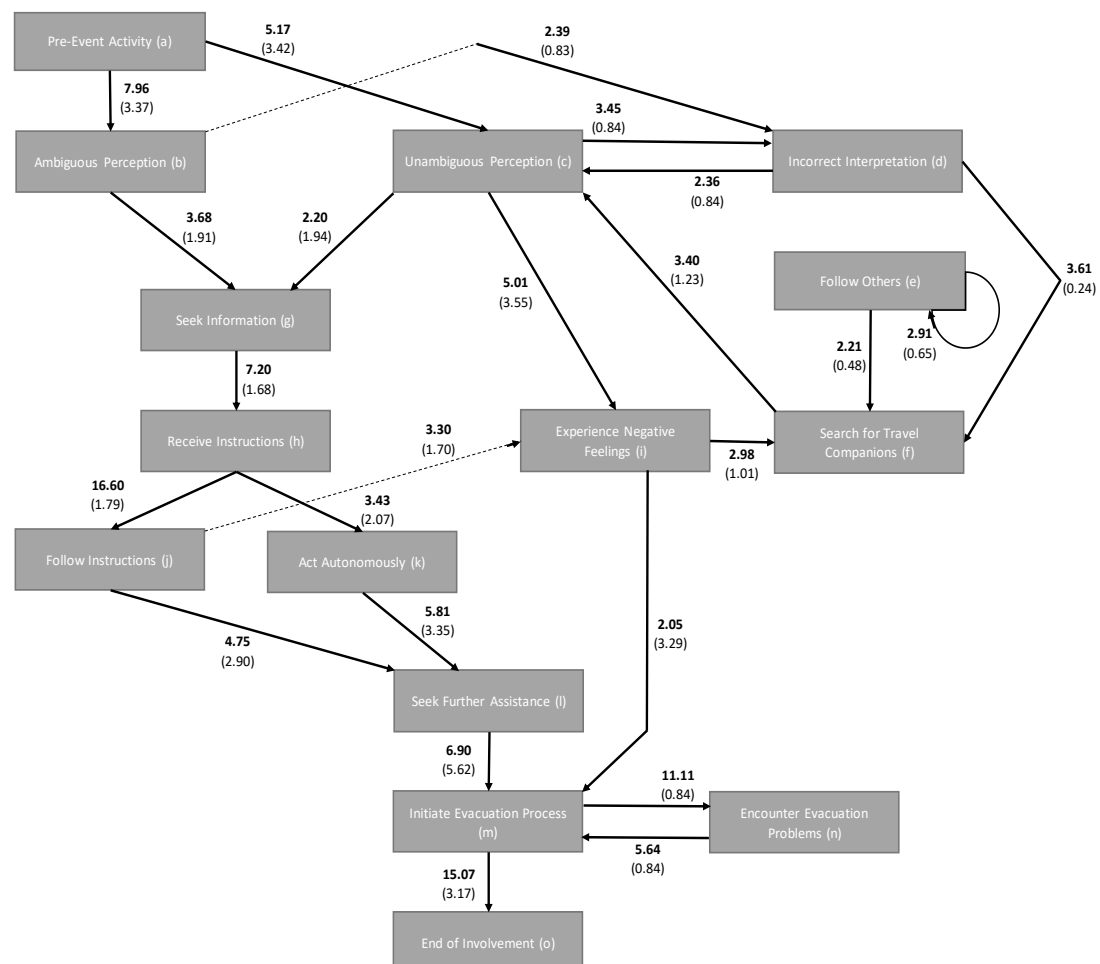 5.17
(3.42)
2.39
(0.83)
Pre-Event Activity (a)
7.96
(3.37)
3.45
(0.84)
Ambiguous Perception (b)
Unambiguous Perception (c)
Incorrect Interpretation (d)
2.36
(0.84)
3.68
(1.91)
2.20
(1.94)
5.01
(3.55)
3.40
(1.23)
Follow Others (e)
3.61
(0.24)
Seek Information (g)
2.21
(0.48)
2.91
(0.65)
7.20
(1.68)
Receive Instructions (h)
3.30
(1.70)
Experience Negative
Feelings (i)
2.98
(1.01)
Search for Travel
Companions (f)
16.60
(1.79)
3.43
(2.07)
Follow Instructions (j)
Act Autonomously (k)
4.75
(2.90)
5.81
(3.35)
2.05
(3.29)
Seek Further Assistance (l)
6.90
(5.62)
11.11
(0.84)
Initiate Evacuation Process
(m)
Encounter Evacuation
Problems (n)
5.64
(0.84)
15.07
(3.17)
End of Involvement (o)